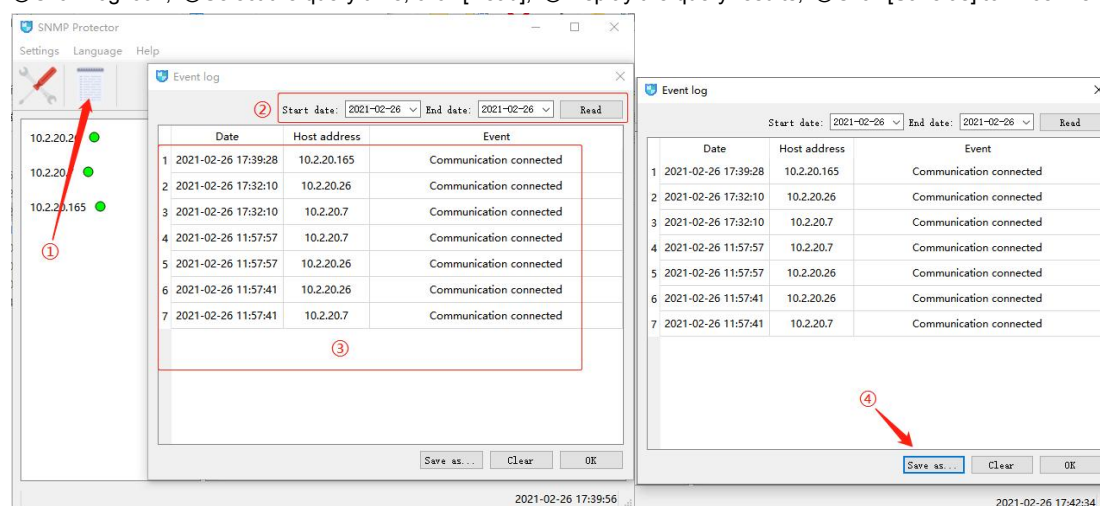 SNMP Protector
Settings Language Help
10.2.20.26
10.2.20.
10.2.20.165
①
Event log
② Start date: 2021-02-26 End date: 2021-02-26 Read
Date Host address Event
1 2021-02-26 17:39:28 10.2.20.165 Communication connected
2 2021-02-26 17:32:10 10.2.20.26 Communication connected
3 2021-02-26 17:32:10 10.2.20.7 Communication connected
4 2021-02-26 11:57:57 10.2.20.7 Communication connected
5 2021-02-26 11:57:57 10.2.20.26 Communication connected
6 2021-02-26 11:57:41 10.2.20.26 Communication connected
7 2021-02-26 11:57:41 10.2.20.7 Communication connected
③
Save as... Clear OK
2021-02-26 17:39:56
Event log
Start date: 2021-02-26 End date: 2021-02-26 Read
Date Host address Event
1 2021-02-26 17:39:28 10.2.20.165 Communication connected
2 2021-02-26 17:32:10 10.2.20.26 Communication connected
3 2021-02-26 17:32:10 10.2.20.7 Communication connected
4 2021-02-26 11:57:57 10.2.20.7 Communication connected
5 2021-02-26 11:57:57 10.2.20.26 Communication connected
6 2021-02-26 11:57:41 10.2.20.26 Communication connected
7 2021-02-26 11:57:41 10.2.20.7 Communication connected
④
Save as... Clear OK
2021-02-26 17:42:34